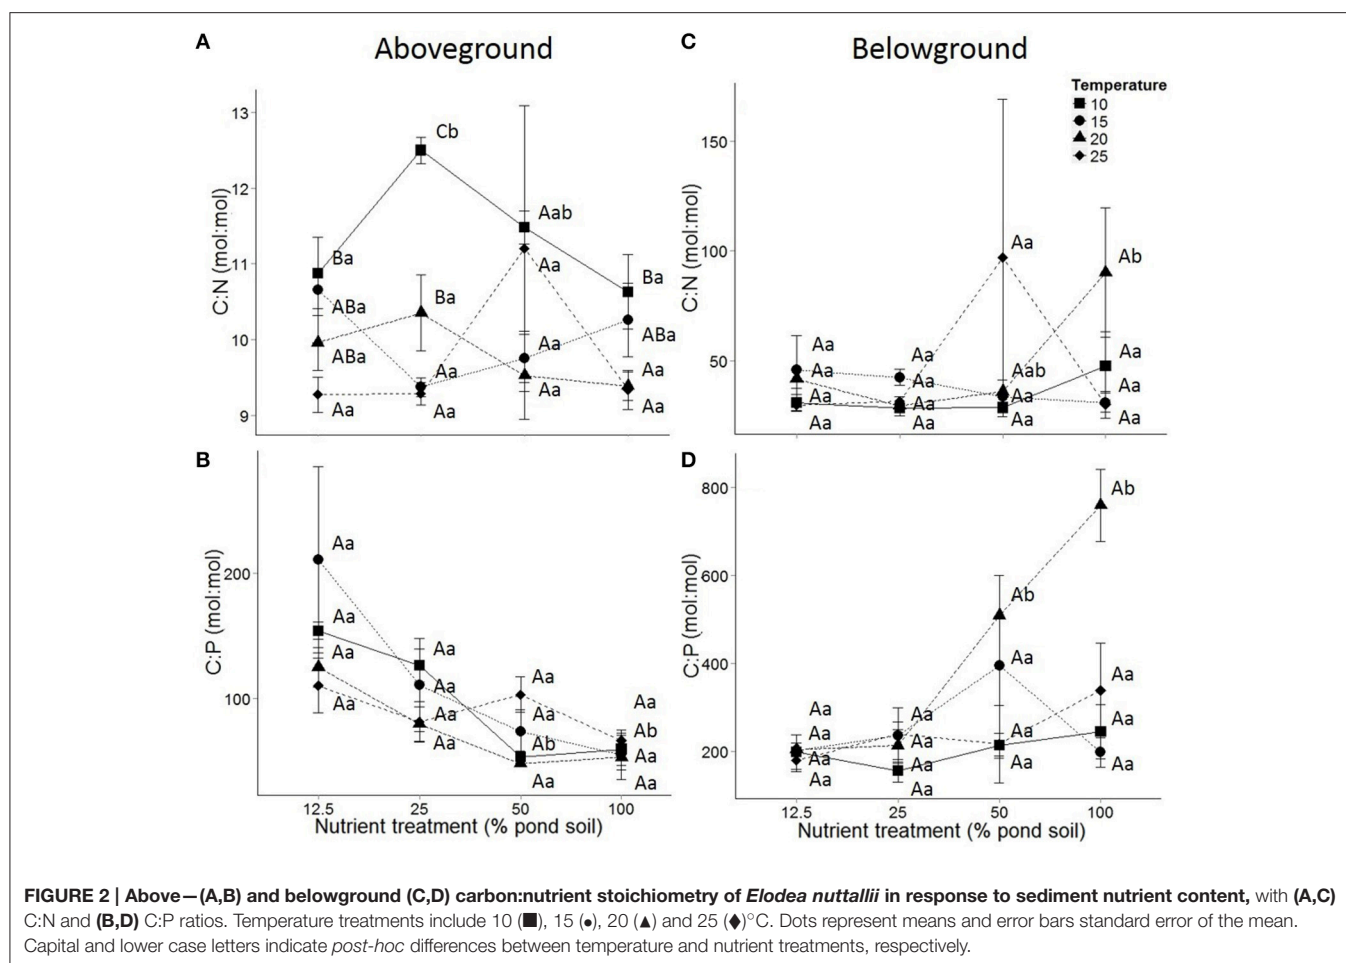 A
Aboveground
C
Belowground
C:N (mol:mol)
13
12
11
10
9
Ba
ABa
ABa
Aa
Cb
Ba
Aa
Aa
Aab
Aa
Aa
Aa
Ba
ABa
Aa
Aa
Temperature
10
15
20
25
C:N (mol:mol)
150
100
50
Aa
Aa
Aa
Aa
Aa
Aa
Aa
Aa
Aa
Aab
Aa
Aa
Ab
Aa
Aa
Aa
B
C:P (mol:mol)
200
100
Aa
Aa
Aa
Aa
Aa
Aa
Aa
Aa
Aa
Aa
Ab
Aa
Aa
Ab
Aa
Aa
12.5 25 50 100
Nutrient treatment (% pond soil)
D
C:P (mol:mol)
800
600
400
200
Aa
Aa
Aa
Aa
Aa
Aa
Aa
Aa
Ab
Aa
Aa
Aa
Ab
Aa
Aa
Aa
12.5 25 50 100
Nutrient treatment (% pond soil)
FIGURE 2 | Above—(A,B) and belowground (C,D) carbon:nutrient stoichiometry of Elodea nuttallii in response to sediment nutrient content, with (A,C)
C:N and (B,D) C:P ratios. Temperature treatments include 10 (■), 15 (•), 20 (▲) and 25 (♦)°C. Dots represent means and error bars standard error of the mean.
Capital and lower case letters indicate post-hoc differences between temperature and nutrient treatments, respectively.